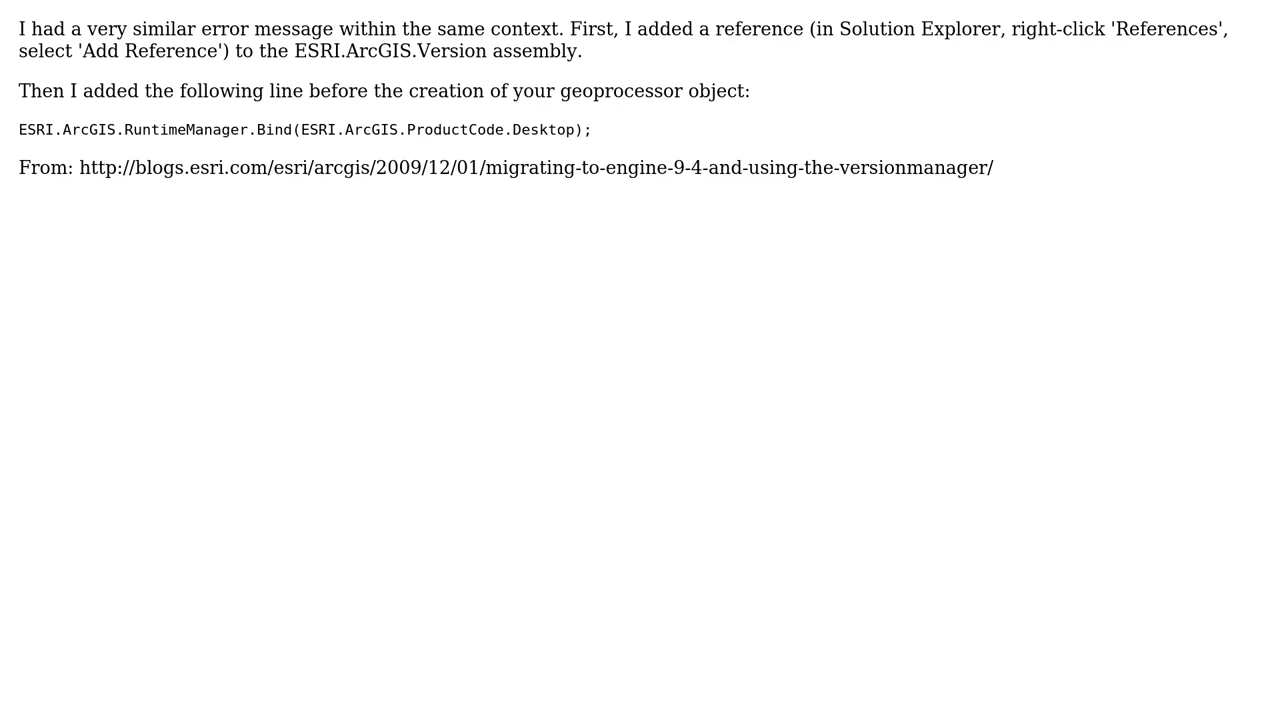 I had a very similar error message within the same context. First, I added a reference (in Solution Explorer, right-click 'References',
select 'Add Reference') to the ESRI.ArcGIS.Version assembly.
Then I added the following line before the creation of your geoprocessor object:
ESRI.ArcGIS.RuntimeManager.Bind(ESRI.ArcGIS.ProductCode.Desktop);
From: http://blogs.esri.com/esri/arcgis/2009/12/01/migrating-to-engine-9-4-and-using-the-versionmanager/